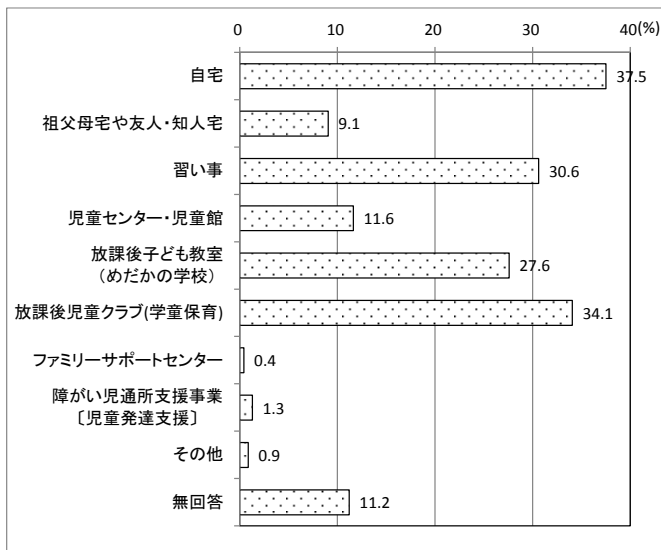 0 10 20 30 40(%)
自宅 37.5
祖父母宅や友人・知人宅 9.1
習い事 30.6
児童センター・児童館 11.6
放課後子ども教室
（めだかの学校） 27.6
放課後児童クラブ(学童保育) 34.1
ファミリーサポートセンター 0.4
障がい児通所支援事業
〔児童発達支援〕 1.3
その他 0.9
無回答 11.2